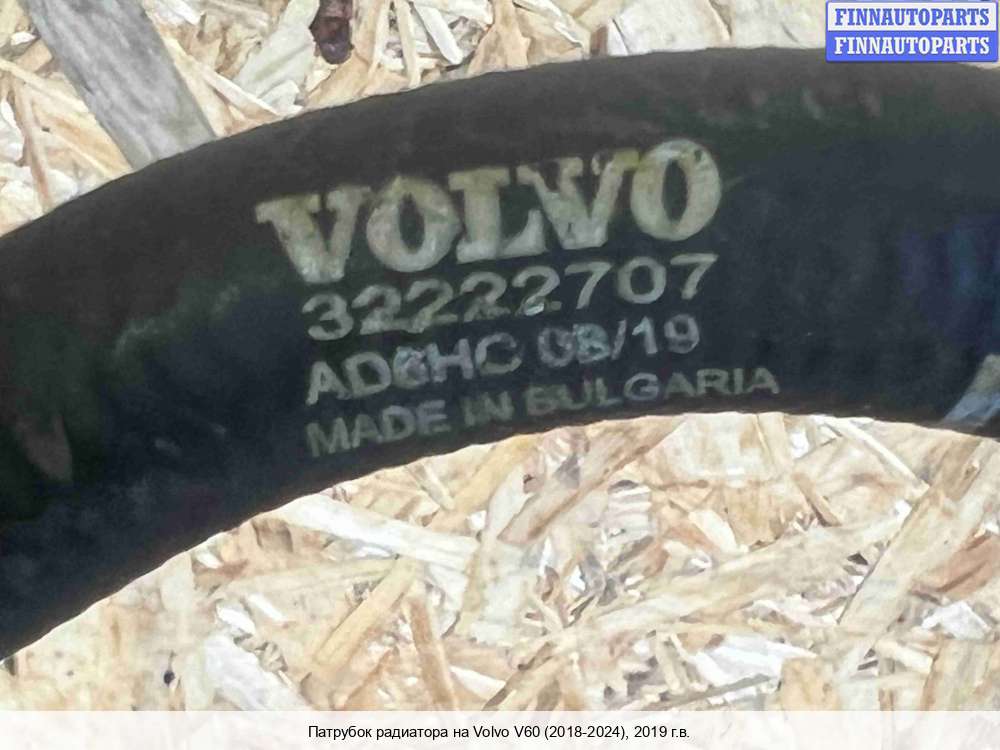 FINNAUTOPARTS
FINNAUTOPARTS
VOLVO
32222707
AD6HC 08/19
MADE IN BULGARIA
Патрубок радиатора на Volvo V60 (2018-2024), 2019 г.в.